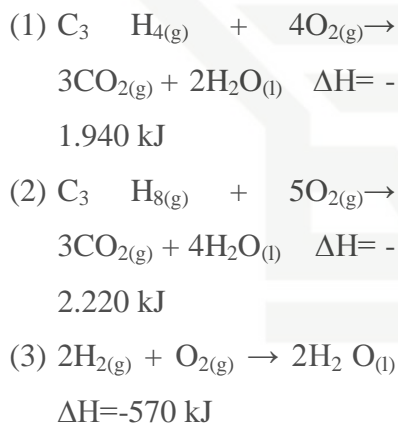 (1) C₃ H₄(g) + 4O₂(g)→
3CO₂(g) + 2H₂O(l) ΔH= -
1.940 kJ
(2) C₃ H₈(g) + 5O₂(g)→
3CO₂(g) + 4H₂O(l) ΔH= -
2.220 kJ
(3) 2H₂(g) + O₂(g) → 2H₂ O(l)
ΔH=-570 kJ